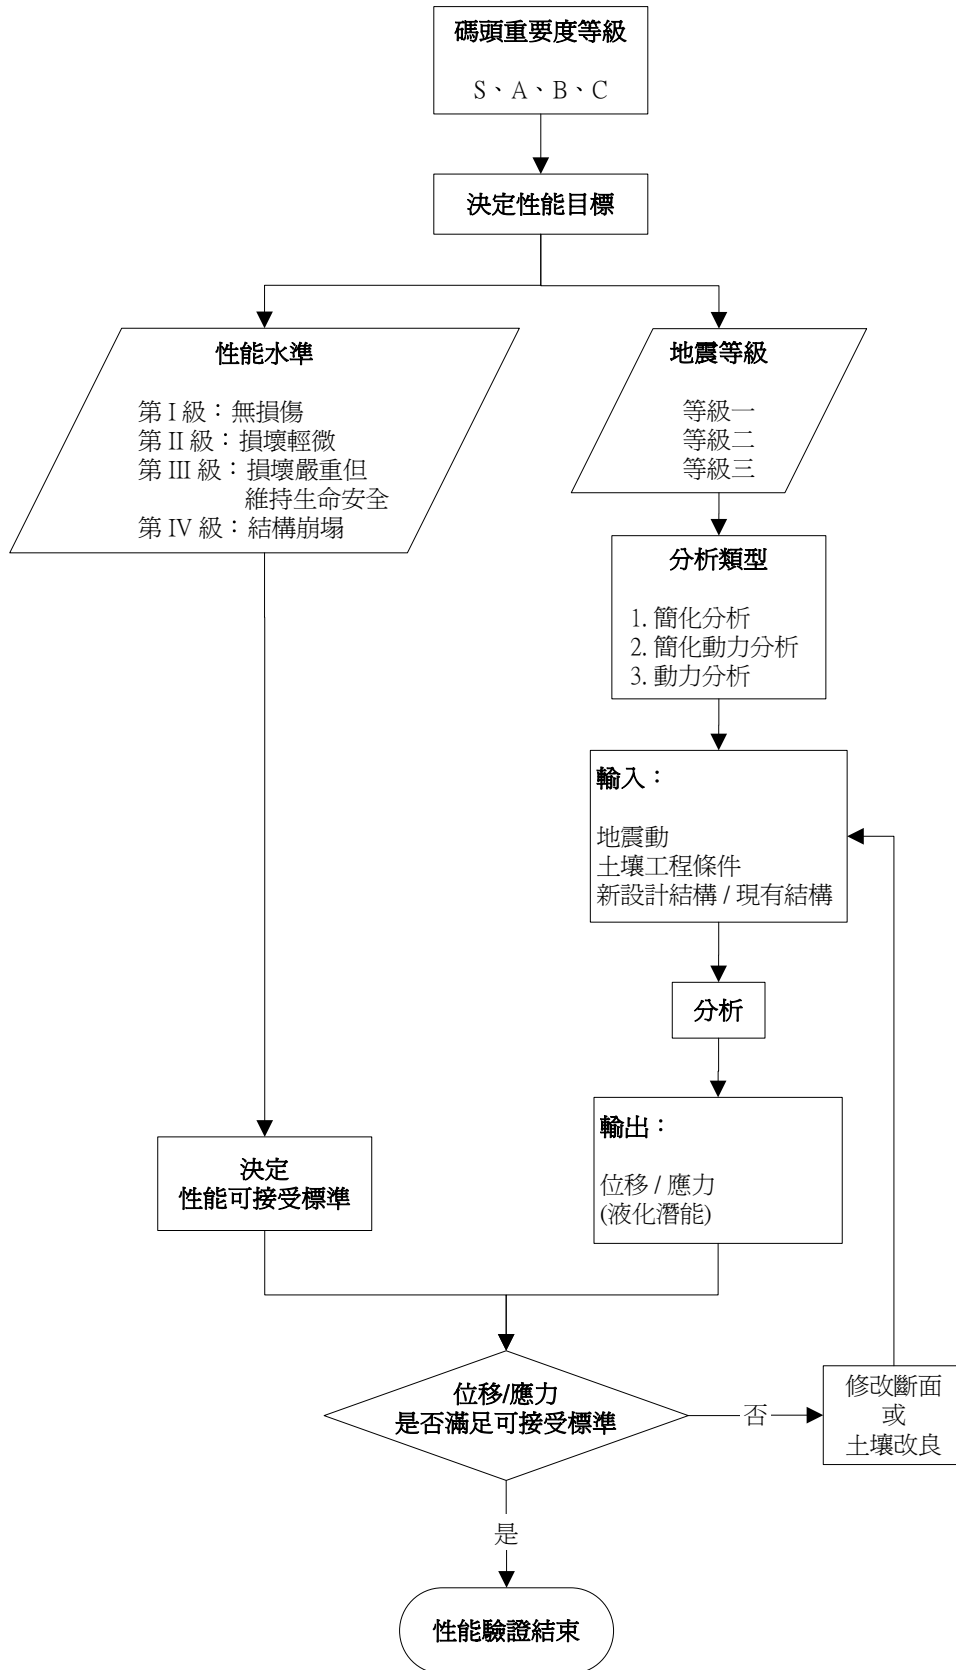 碼頭重要度等級
S、A、B、C
決定性能目標
性能水準
第 I 級：無損傷
第 II 級：損壞輕微
第 III 級：損壞嚴重但
維持生命安全
第 IV 級：結構崩塌
地震等級
等級一
等級二
等級三
分析類型
1. 簡化分析
2. 簡化動力分析
3. 動力分析
輸入：
地震動
土壤工程條件
新設計結構 / 現有結構
分析
輸出：
位移 / 應力
(液化潛能)
決定
性能可接受標準
位移/應力
是否滿足可接受標準
否
修改斷面
或
土壤改良
是
性能驗證結束